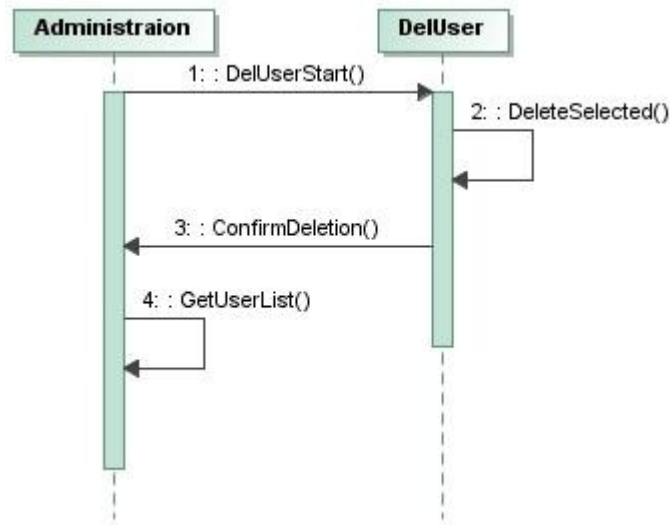 Administraion
DelUser
1: : DelUserStart()
2: : DeleteSelected()
3: : ConfirmDeletion()
4: : GetUserList()